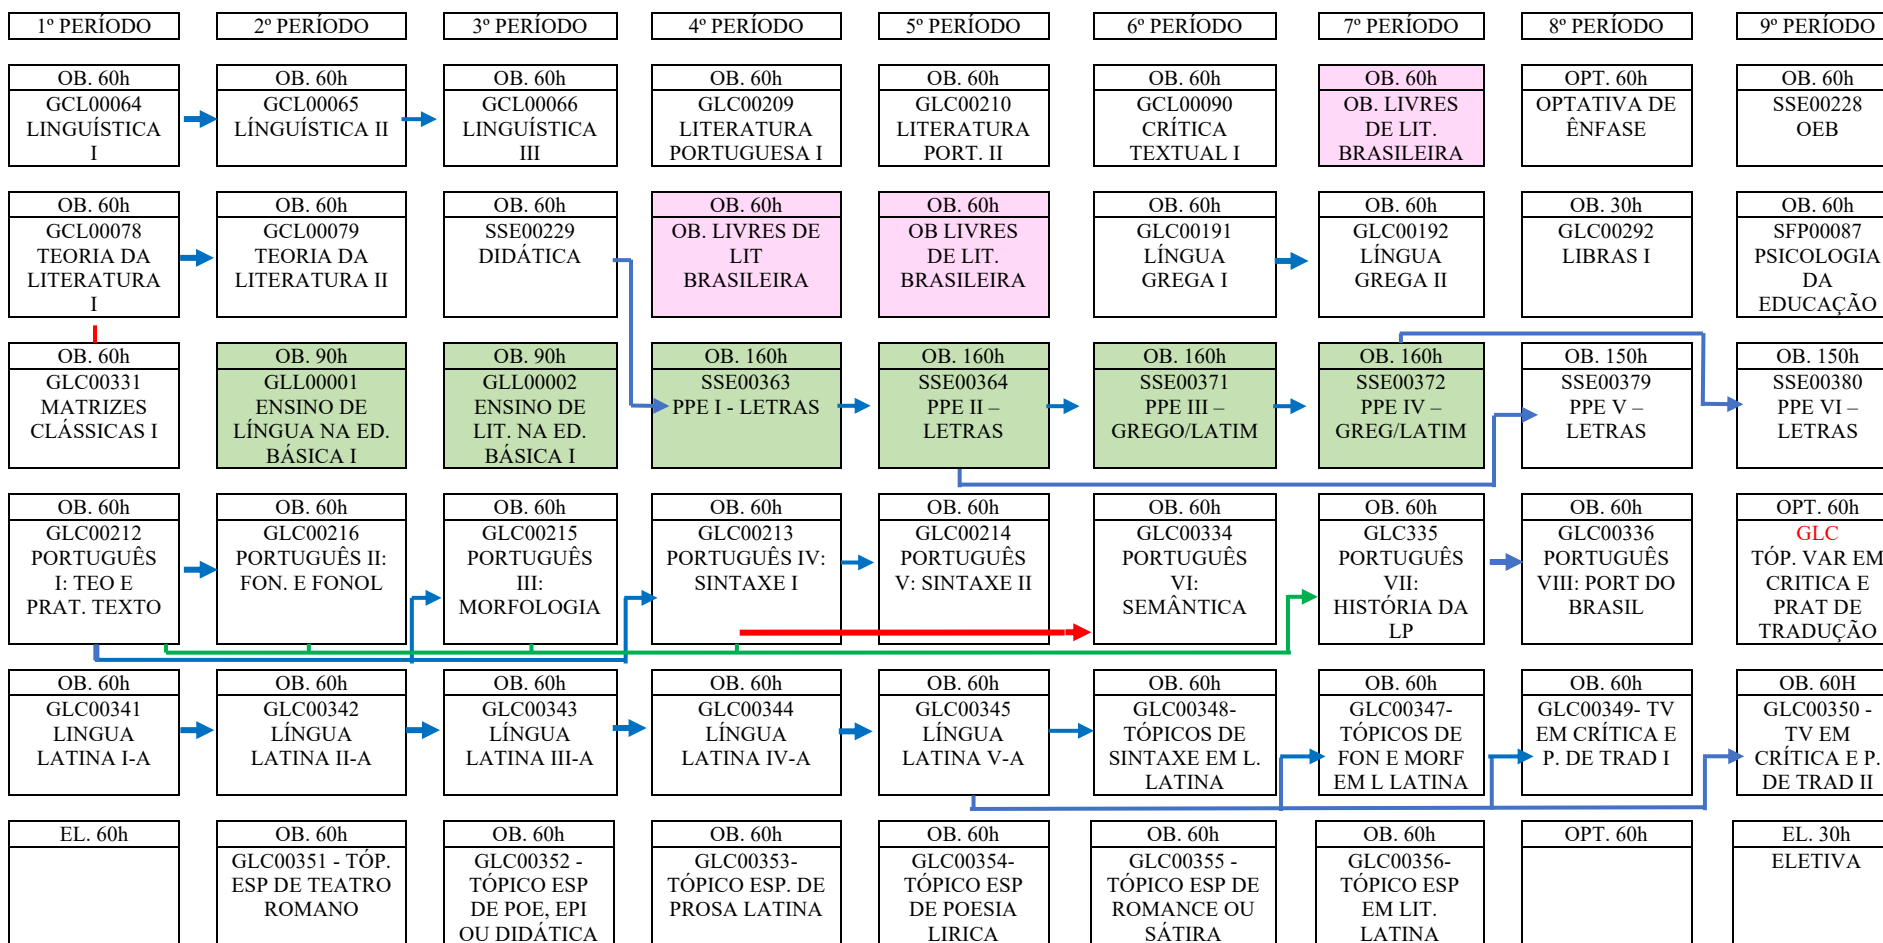 1º PERÍODO
2º PERÍODO
3º PERÍODO
4º PERÍODO
5º PERÍODO
6º PERÍODO
7º PERÍODO
8º PERÍODO
9º PERÍODO
OB. 60h
GCL00064
LINGUÍSTICA
I
OB. 60h
GCL00065
LÍNGUÍSTICA II
OB. 60h
GCL00066
LINGUÍSTICA
III
OB. 60h
GLC00209
LITERATURA
PORTUGUESA I
OB. 60h
GLC00210
LITERATURA
PORT. II
OB. 60h
GCL00090
CRÍTICA
TEXTUAL I
OB. 60h
OB. LIVRES
DE LIT.
BRASILEIRA
OPT. 60h
OPTATIVA DE
ÊNFASE
OB. 60h
SSE00228
OEB
OB. 60h
GCL00078
TEORIA DA
LITERATURA
I
OB. 60h
GCL00079
TEORIA DA
LITERATURA II
OB. 60h
SSE00229
DIDÁTICA
OB. 60h
OB. LIVRES DE
LIT
BRASILEIRA
OB. 60h
OB LIVRES
DE LIT.
BRASILEIRA
OB. 60h
GLC00191
LÍNGUA
GREGA I
OB. 60h
GLC00192
LÍNGUA
GREGA II
OB. 30h
GLC00292
LIBRAS I
OB. 60h
SFP00087
PSICOLOGIA
DA
EDUCAÇÃO
OB. 60h
GLC00331
MATRIZES
CLÁSSICAS I
OB. 90h
GLL00001
ENSINO DE
LÍNGUA NA ED.
BÁSICA I
OB. 90h
GLL00002
ENSINO DE
LIT. NA ED.
BÁSICA I
OB. 160h
SSE00363
PPE I - LETRAS
OB. 160h
SSE00364
PPE II –
LETRAS
OB. 160h
SSE00371
PPE III –
GREGO/LATIM
OB. 160h
SSE00372
PPE IV –
GREG/LATIM
OB. 150h
SSE00379
PPE V –
LETRAS
OB. 150h
SSE00380
PPE VI –
LETRAS
OB. 60h
GLC00212
PORTUGUÊS
I: TEO E
PRAT. TEXTO
OB. 60h
GLC00216
PORTUGUÊS II:
FON. E FONOL
OB. 60h
GLC00215
PORTUGUÊS
III:
MORFOLOGIA
OB. 60h
GLC00213
PORTUGUÊS IV:
SINTAXE I
OB. 60h
GLC00214
PORTUGUÊS
V: SINTAXE II
OB. 60h
GLC00334
PORTUGUÊS
VI:
SEMÂNTICA
OB. 60h
GLC335
PORTUGUÊS
VII:
HISTÓRIA DA
LP
OB. 60h
GLC00336
PORTUGUÊS
VIII: PORT DO
BRASIL
OPT. 60h
GLC
TÓP. VAR EM
CRITICA E
PRAT DE
TRADUÇÃO
OB. 60h
GLC00341
LINGUA
LATINA I-A
OB. 60h
GLC00342
LÍNGUA
LATINA II-A
OB. 60h
GLC00343
LÍNGUA
LATINA III-A
OB. 60h
GLC00344
LÍNGUA
LATINA IV-A
OB. 60h
GLC00345
LÍNGUA
LATINA V-A
OB. 60h
GLC00348-
TÓPICOS DE
SINTAXE EM L.
LATINA
OB. 60h
GLC00347-
TÓPICOS DE
FON E MORF
EM L LATINA
OB. 60h
GLC00349- TV
EM CRÍTICA E
P. DE TRAD I
OB. 60H
GLC00350 -
TV EM
CRÍTICA E P.
DE TRAD II
EL. 60h
OB. 60h
GLC00351 - TÓP.
ESP DE TEATRO
ROMANO
OB. 60h
GLC00352 -
TÓPICO ESP
DE POE, EPI
OU DIDÁTICA
OB. 60h
GLC00353-
TÓPICO ESP. DE
PROSA LATINA
OB. 60h
GLC00354-
TÓPICO ESP
DE POESIA
LIRICA
OB. 60h
GLC00355 -
TÓPICO ESP DE
ROMANCE OU
SÁTIRA
OB. 60h
GLC00356-
TÓPICO ESP
EM LIT.
LATINA
OPT. 60h
EL. 30h
ELETIVA